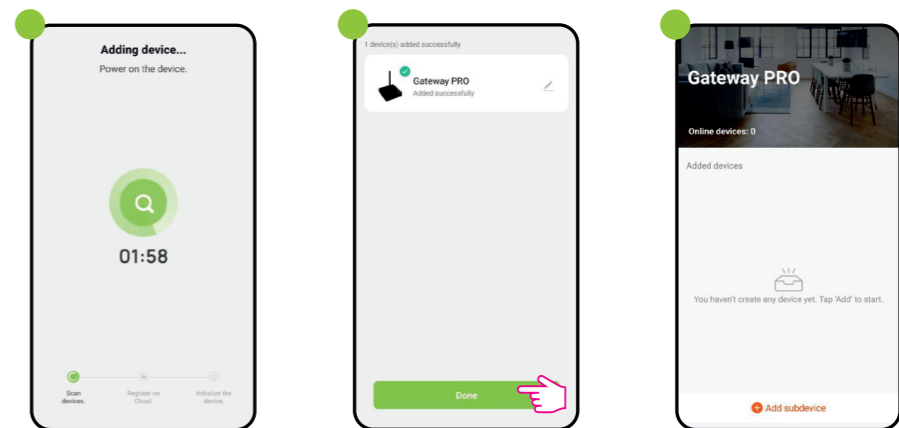 Adding device...
Power on the device.
01:58
Scan
devices.
Register on
Cloud.
Initialize the
device.
1 device(s) added successfully
Gateway PRO
Added successfully
Done
Gateway PRO
Online devices: 0
Added devices
You haven't create any device yet. Tap 'Add' to start.
Add subdevice